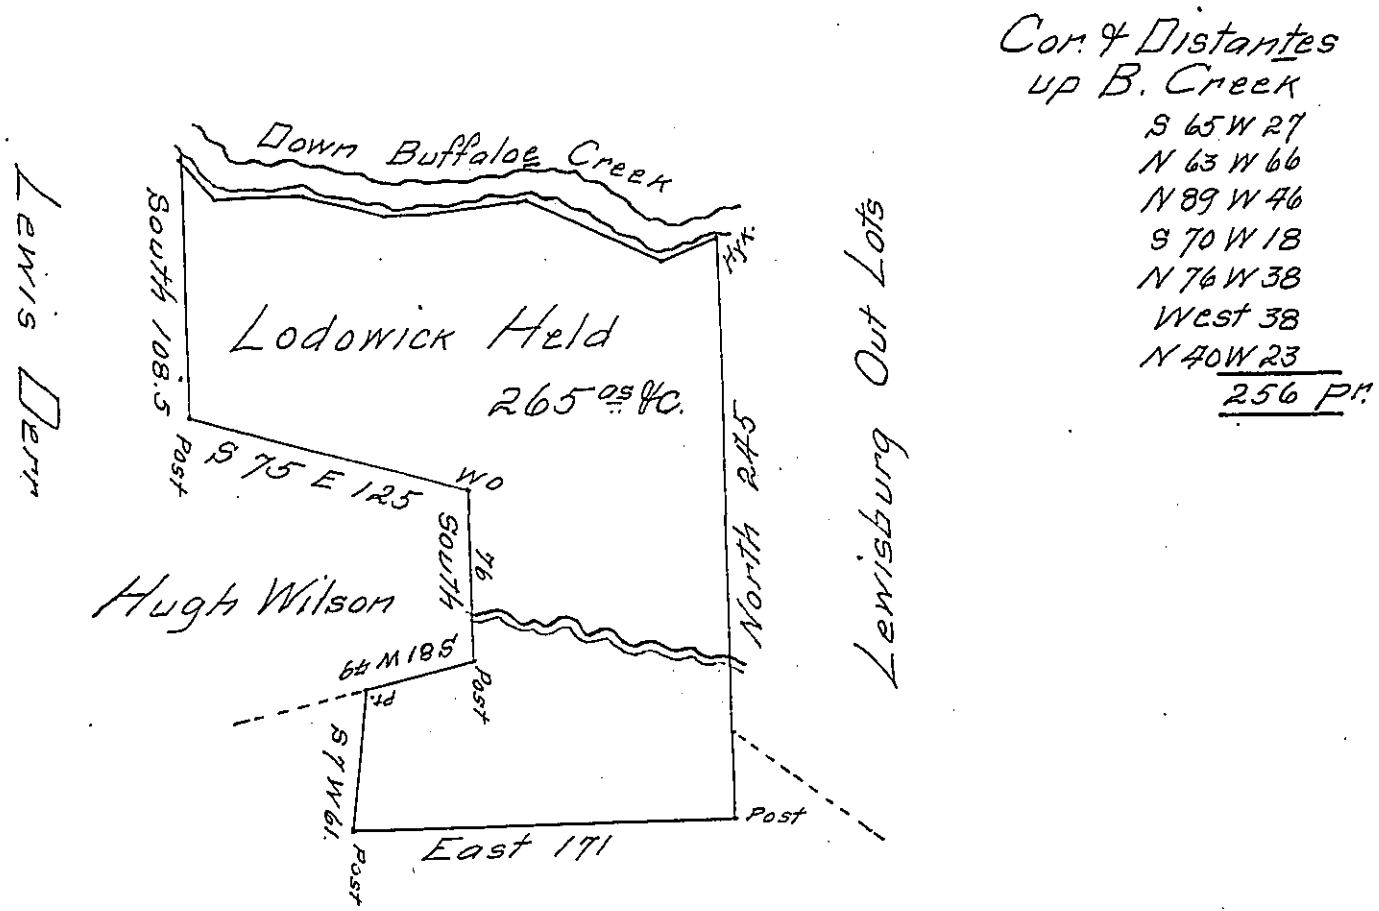 Cor. & Distantes
up B. Creek
S 65 W 27
N 63 W 66
N 89 W 46
S 70 W 18
N 76 W 38
West 38
N 40 W 23
256 pr.
Down Buffaloe Creek
Hyk.
Lewis Derr
South 108.5
Lodowick Held
265 as &c.
Lewisburg Out Lots
North 245
Post
S 75 E 125
WO
South 76
Hugh Wilson
S 81 W 49
Pt.
Post
S 7 W 61.
Post
East 171
Post